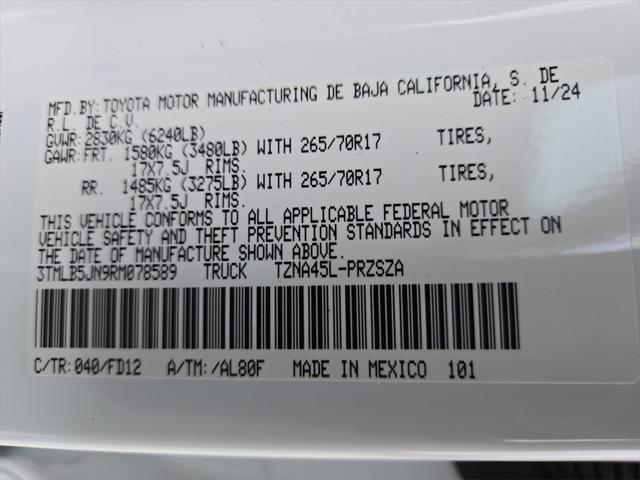 MFD.BY:TOYOTA MOTOR MANUFACTURING DE BAJA CALIFORNIA, S. DE
R.L. DE C.V. DATE: 11/24
GVWR: 2830KG (6240LB)
GAWR:FRT. 1580KG (3480LB) WITH 265/70R17 TIRES,
17X7.5J RIMS.
RR. 1485KG (3275LB) WITH 265/70R17 TIRES,
17X7.5J RIMS.
THIS VEHICLE CONFORMS TO ALL APPLICABLE FEDERAL MOTOR
VEHICLE SAFETY AND THEFT PREVENTION STANDARDS IN EFFECT ON
THE DATE OF MANUFACTURE SHOWN ABOVE.
3TMLB5JN9RM078589 TRUCK TZNA45L-PRZSZA
C/TR:040/FD12 A/TM:/AL80F MADE IN MEXICO 101